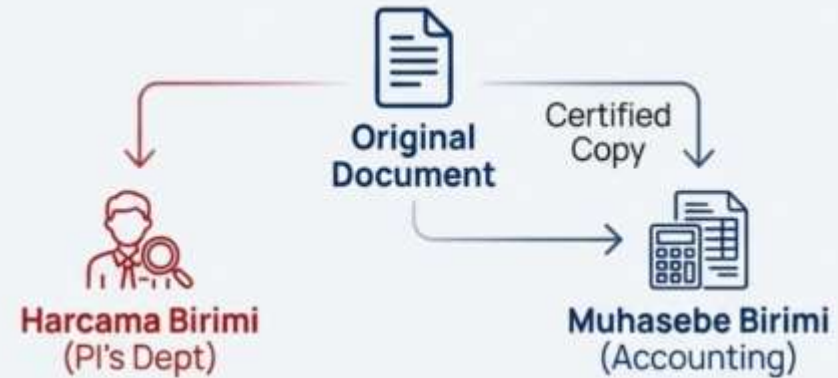 Original
Document
Certified
Copy
Harcama Birimi
(PI's Dept)
Muhasebe Birimi
(Accounting)